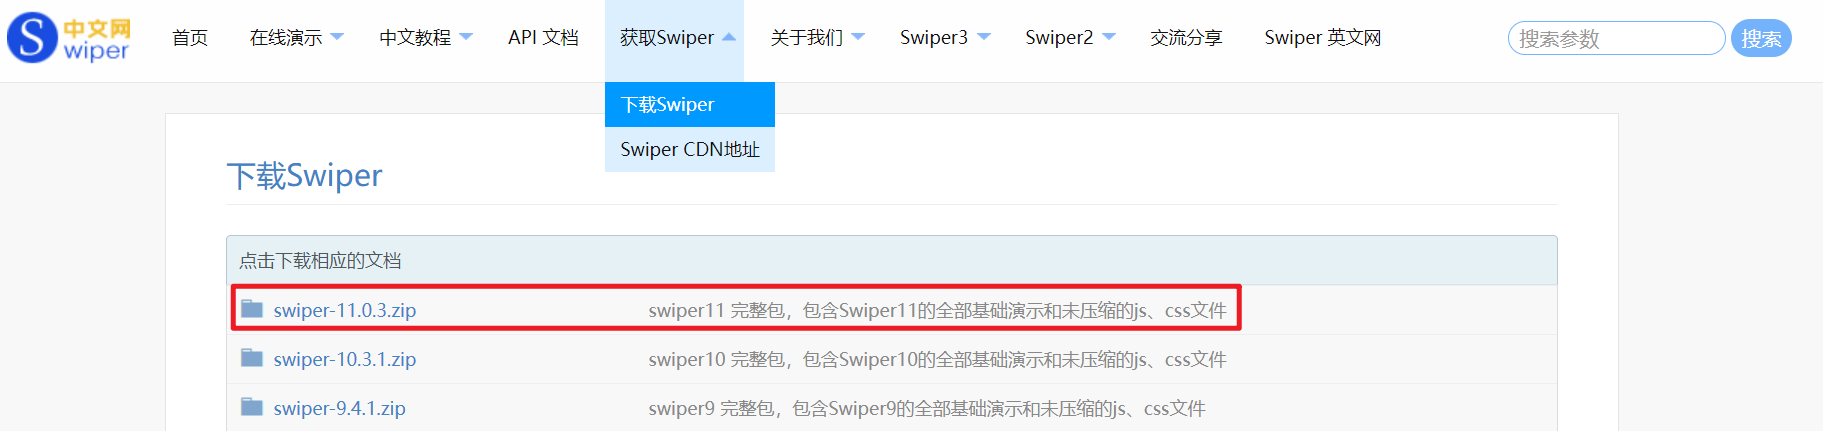 S 中文网
wiper
首页 在线演示 中文教程 API 文档 获取Swiper 关于我们 Swiper3 Swiper2 交流分享 Swiper 英文网 搜索参数 搜索
下载Swiper
Swiper CDN地址
下载Swiper
点击下载相应的文档
swiper-11.0.3.zip swiper11 完整包，包含Swiper11的全部基础演示和未压缩的js、css文件
swiper-10.3.1.zip swiper10 完整包，包含Swiper10的全部基础演示和未压缩的js、css文件
swiper-9.4.1.zip swiper9 完整包，包含Swiper9的全部基础演示和未压缩的js、css文件